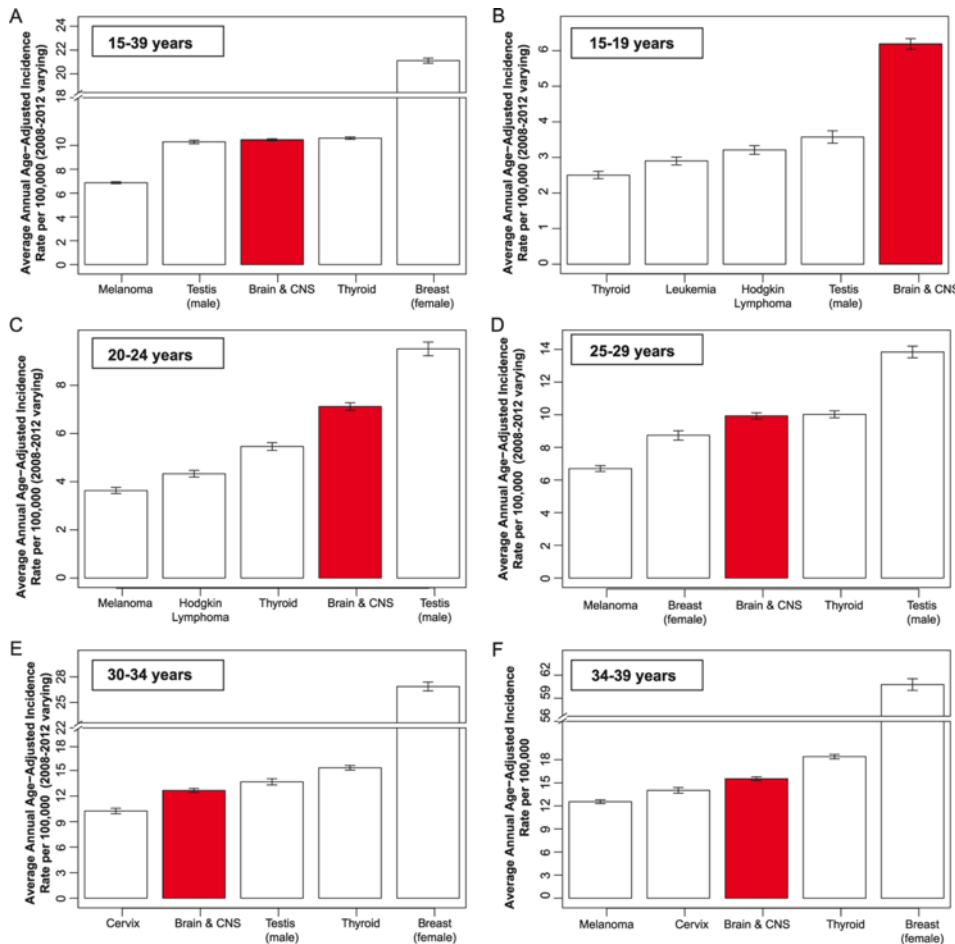 A
15-39 years
Average Annual Age−Adjusted Incidence
Rate per 100,000 (2008-2012 varying)
24
22
20
18
10
8
6
4
2
0
Melanoma
Testis
(male)
Brain & CNS
Thyroid
Breast
(female)
B
15-19 years
Average Annual Age−Adjusted Incidence
Rate per 100,000 (2008-2012 varying)
6
5
4
3
2
1
0
Thyroid
Leukemia
Hodgkin
Lymphoma
Testis
(male)
Brain & CNS
C
20-24 years
Average Annual Age−Adjusted Incidence
Rate per 100,000 (2008-2012 varying)
8
6
4
2
0
Melanoma
Hodgkin
Lymphoma
Thyroid
Brain & CNS
Testis
(male)
D
25-29 years
Average Annual Age−Adjusted Incidence
Rate per 100,000 (2008-2012 varying)
14
12
10
8
6
4
2
0
Melanoma
Breast
(female)
Brain & CNS
Thyroid
Testis
(male)
E
30-34 years
Average Annual Age−Adjusted Incidence
Rate per 100,000 (2008-2012 varying)
28
25
22
18
15
12
9
6
3
0
Cervix
Brain & CNS
Testis
(male)
Thyroid
Breast
(female)
F
34-39 years
Average Annual Age−Adjusted Incidence
Rate per 100,000
62
59
56
18
15
12
9
6
3
0
Melanoma
Cervix
Brain & CNS
Thyroid
Breast
(female)